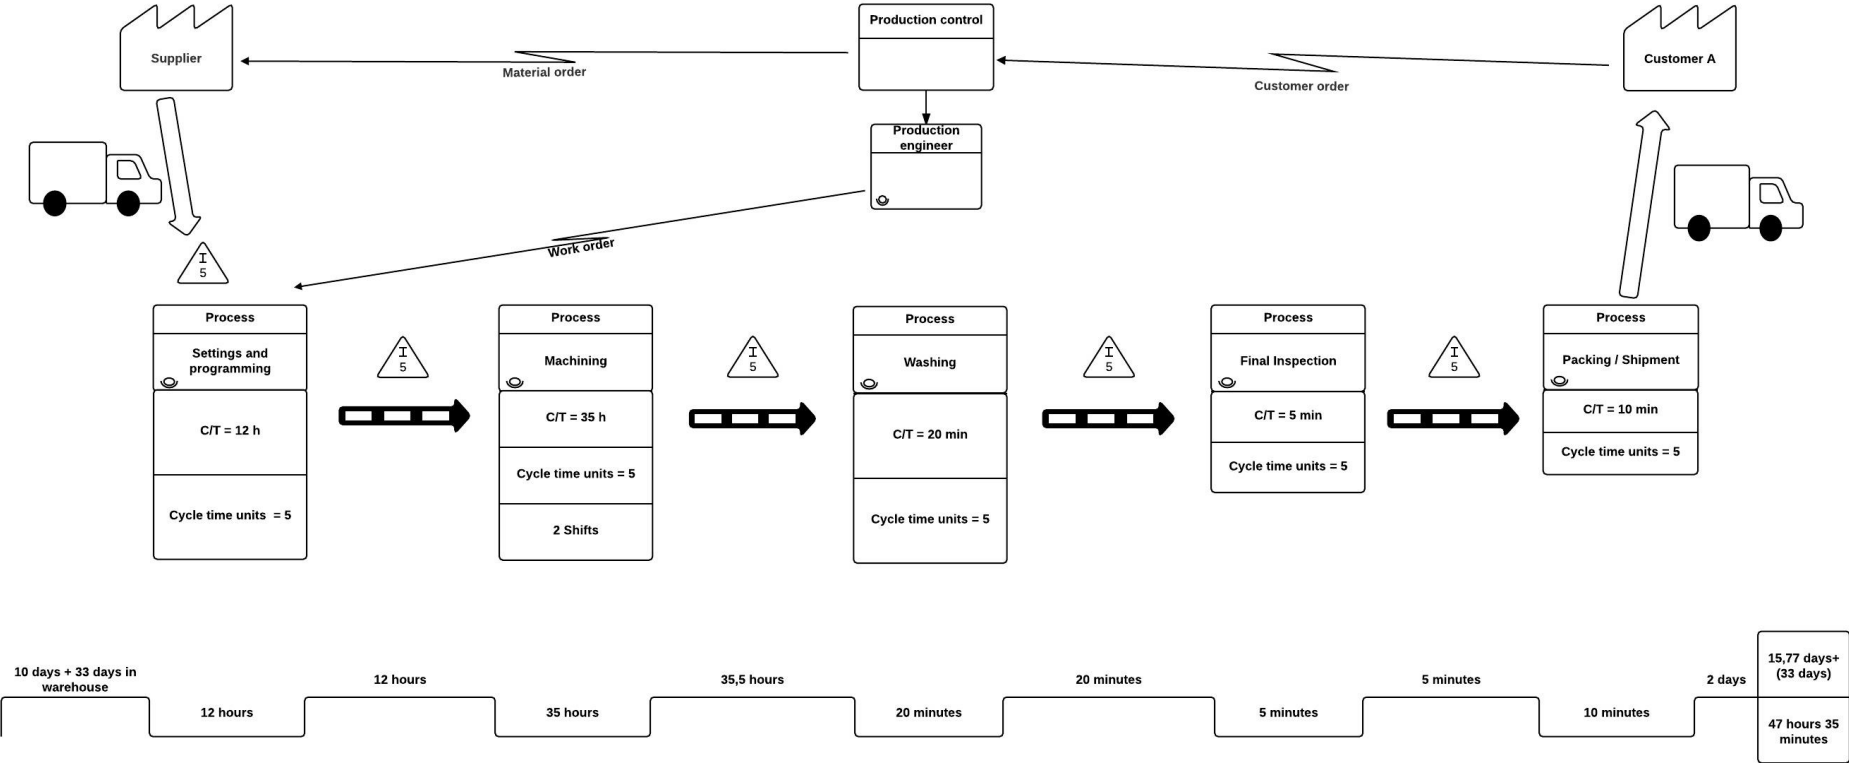 Supplier
Material order
Production control
Customer order
Customer A
Production
engineer
Work order
I
5
Process
Settings and
programming
C/T = 12 h
Cycle time units  = 5
I
5
Process
Machining
C/T = 35 h
Cycle time units = 5
2 Shifts
I
5
Process
Washing
C/T = 20 min
Cycle time units = 5
I
5
Process
Final Inspection
C/T = 5 min
Cycle time units = 5
I
5
Process
Packing / Shipment
C/T = 10 min
Cycle time units = 5
10 days + 33 days in
warehouse
12 hours
12 hours
35 hours
35,5 hours
20 minutes
20 minutes
5 minutes
5 minutes
10 minutes
2 days
15,77 days+
(33 days)
47 hours 35
minutes